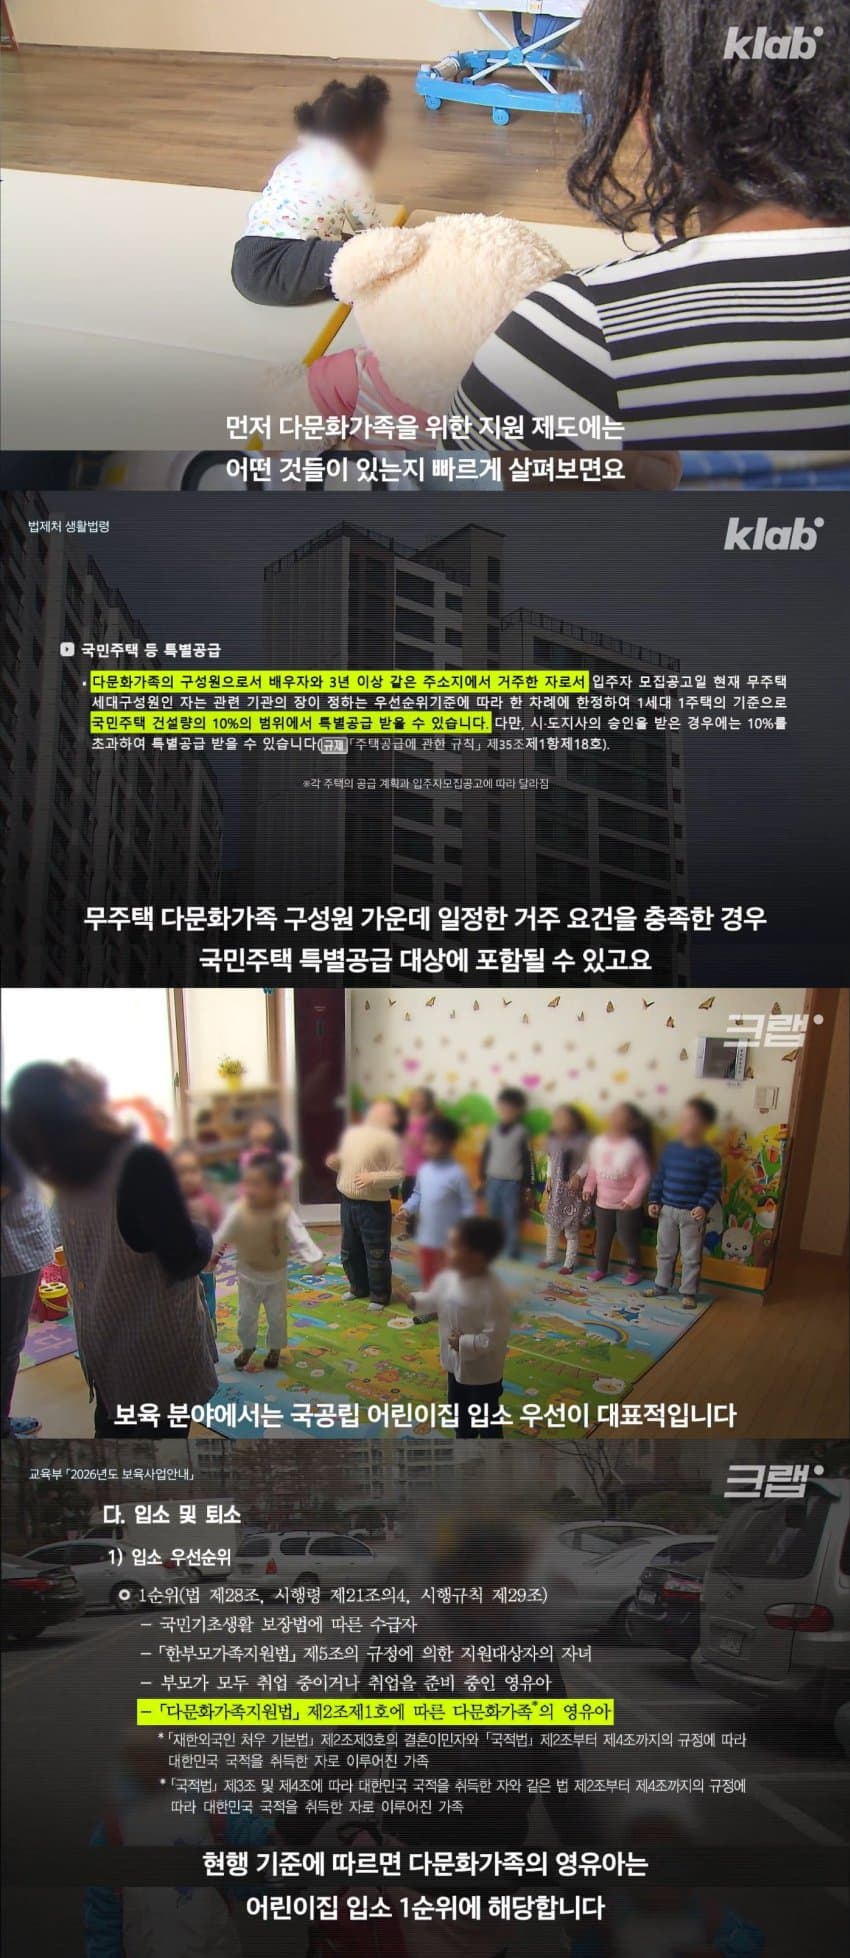 klab
먼저 다문화가족을 위한 지원 제도에는
어떤 것들이 있는지 빠르게 살펴보면요
법제처 생활법령
klab
국민주택 등 특별공급
• 다문화가족의 구성원으로서 배우자와 3년 이상 같은 주소지에서 거주한 자로서 입주자 모집공고일 현재 무주택
세대구성원인 자는 관련 기관의 장이 정하는 우선순위기준에 따라 한 차례에 한정하여 1세대 1주택의 기준으로
국민주택 건설량의 10%의 범위에서 특별공급 받을 수 있습니다. 다만, 시·도지사의 승인을 받은 경우에는 10%를
초과하여 특별공급 받을 수 있습니다(규제「주택공급에 관한 규칙」 제35조제1항제18호).
※각 주택의 공급 계획과 입주자모집공고에 따라 달라짐
무주택 다문화가족 구성원 가운데 일정한 거주 요건을 충족한 경우
국민주택 특별공급 대상에 포함될 수 있고요
크랩
보육 분야에서는 국공립 어린이집 입소 우선이 대표적입니다
교육부 「2026년도 보육사업안내」
크랩
다. 입소 및 퇴소
1) 입소 우선순위
1순위(법 제28조, 시행령 제21조의4, 시행규칙 제29조)
– 국민기초생활 보장법에 따른 수급자
– 「한부모가족지원법」 제5조의 규정에 의한 지원대상자의 자녀
– 부모가 모두 취업 중이거나 취업을 준비 중인 영유아
– 「다문화가족지원법」 제2조제1호에 따른 다문화가족*의 영유아
* 「재한외국인 처우 기본법」 제2조제3호의 결혼이민자와 「국적법」 제2조부터 제4조까지의 규정에 따라
대한민국 국적을 취득한 자로 이루어진 가족
* 「국적법」 제3조 및 제4조에 따라 대한민국 국적을 취득한 자와 같은 법 제2조부터 제4조까지의 규정에
따라 대한민국 국적을 취득한 자로 이루어진 가족
현행 기준에 따르면 다문화가족의 영유아는
어린이집 입소 1순위에 해당합니다